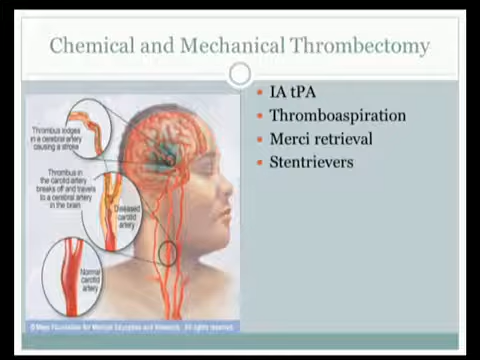 Chemical and Mechanical Thrombectomy
IA tPA
Thromboaspiration
Merci retrieval
Stentrievers
Thrombus lodges
in a cerebral artery
causing a stroke
Thrombus in
the carotid artery
breaks off and travels
to a cerebral artery
in the brain
Diseased
carotid
artery
Normal
carotid
artery
© Mayo Foundation for Medical Education and Research. All rights reserved.